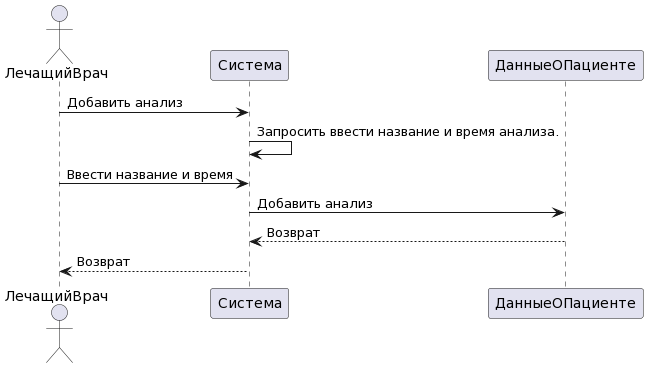 ЛечащийВрач
Система
ДанныеОПациенте
Добавить анализ
Запросить ввести название и время анализа.
Ввести название и время
Добавить анализ
Возврат
Возврат
ЛечащийВрач
Система
ДанныеОПациенте